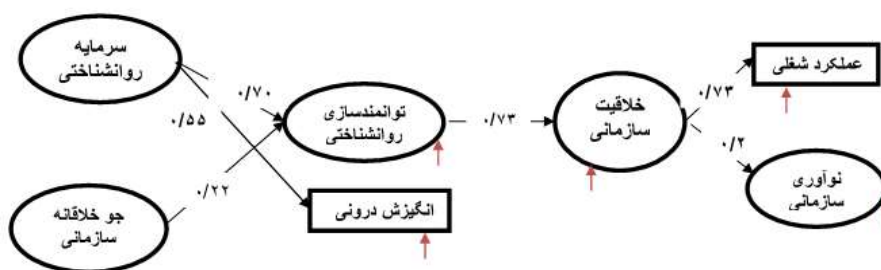 سرمایه
روانشناختی
۰/۷۰
۰/۵۵
توانمندسازی
روانشناختی
۰/۷۳
خلاقیت
سازمانی
۰/۷۳
عملکرد شغلی
۰/۲
نوآوری
سازمانی
۰/۲۲
جو خلاقانه
سازمانی
انگیزش درونی